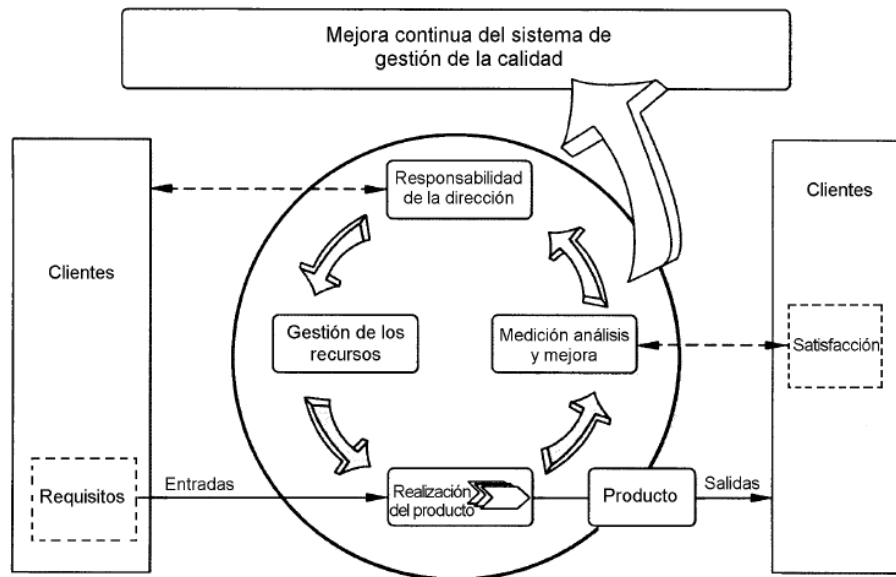 Mejora continua del sistema de
gestión de la calidad
Responsabilidad
de la dirección
Clientes
Clientes
Gestión de los
recursos
Medición análisis
y mejora
Satisfacción
Requisitos
Entradas
Realización
del producto
Producto
Salidas